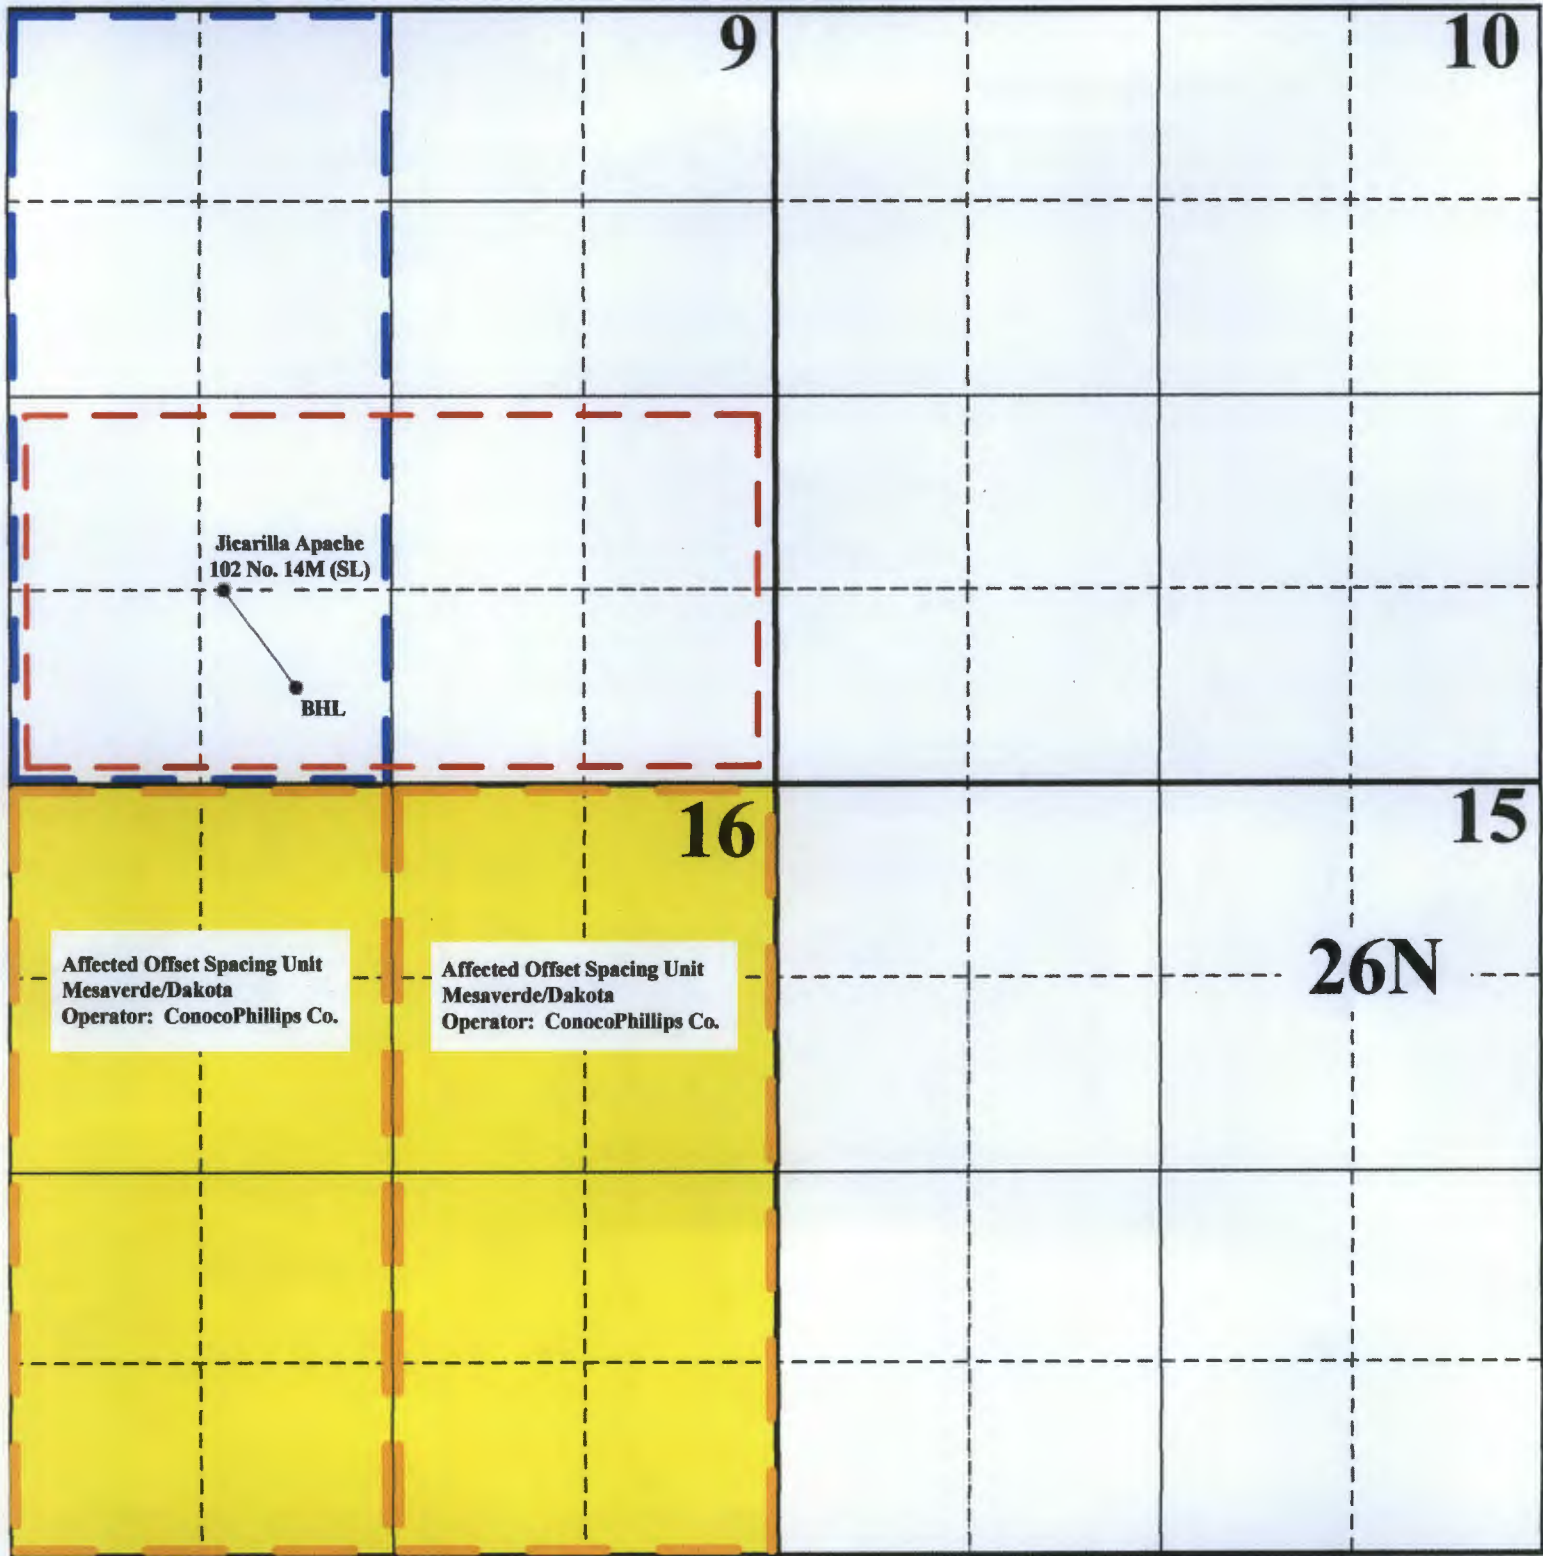 9
10
Jicarilla Apache
102 No. 14M (SL)
BHL
16
15
Affected Offset Spacing Unit
Mesaverde/Dakota
Operator: ConocoPhillips Co.
Affected Offset Spacing Unit
Mesaverde/Dakota
Operator: ConocoPhillips Co.
26N